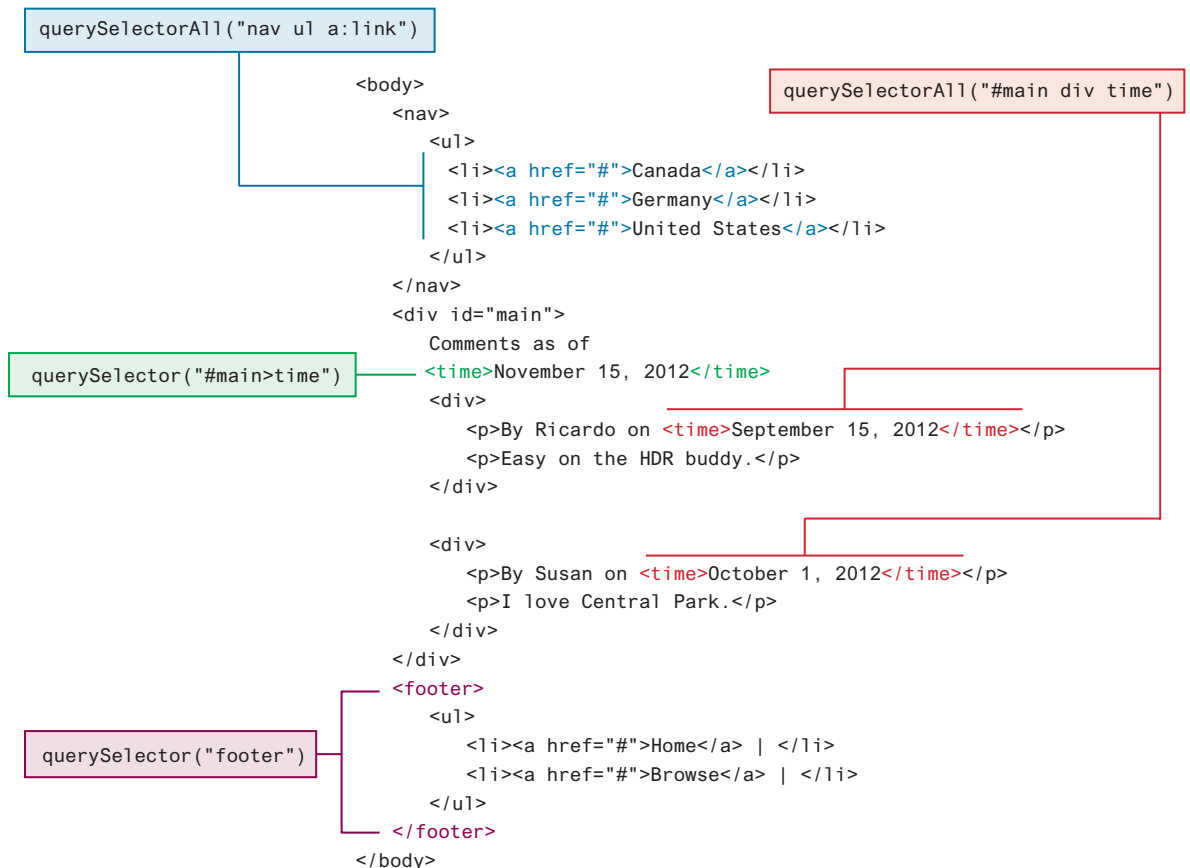 querySelectorAll("nav ul a:link")
<body>
querySelectorAll("#main div time")
<nav>
<ul>
<li><a href="#">Canada</a></li>
<li><a href="#">Germany</a></li>
<li><a href="#">United States</a></li>
</ul>
</nav>
<div id="main">
Comments as of
querySelector("#main>time")
<time>November 15, 2012</time>
<div>
<p>By Ricardo on <time>September 15, 2012</time></p>
<p>Easy on the HDR buddy.</p>
</div>
<div>
<p>By Susan on <time>October 1, 2012</time></p>
<p>I love Central Park.</p>
</div>
</div>
<footer>
<ul>
querySelector("footer")
<li><a href="#">Home</a> | </li>
<li><a href="#">Browse</a> | </li>
</ul>
</footer>
</body>